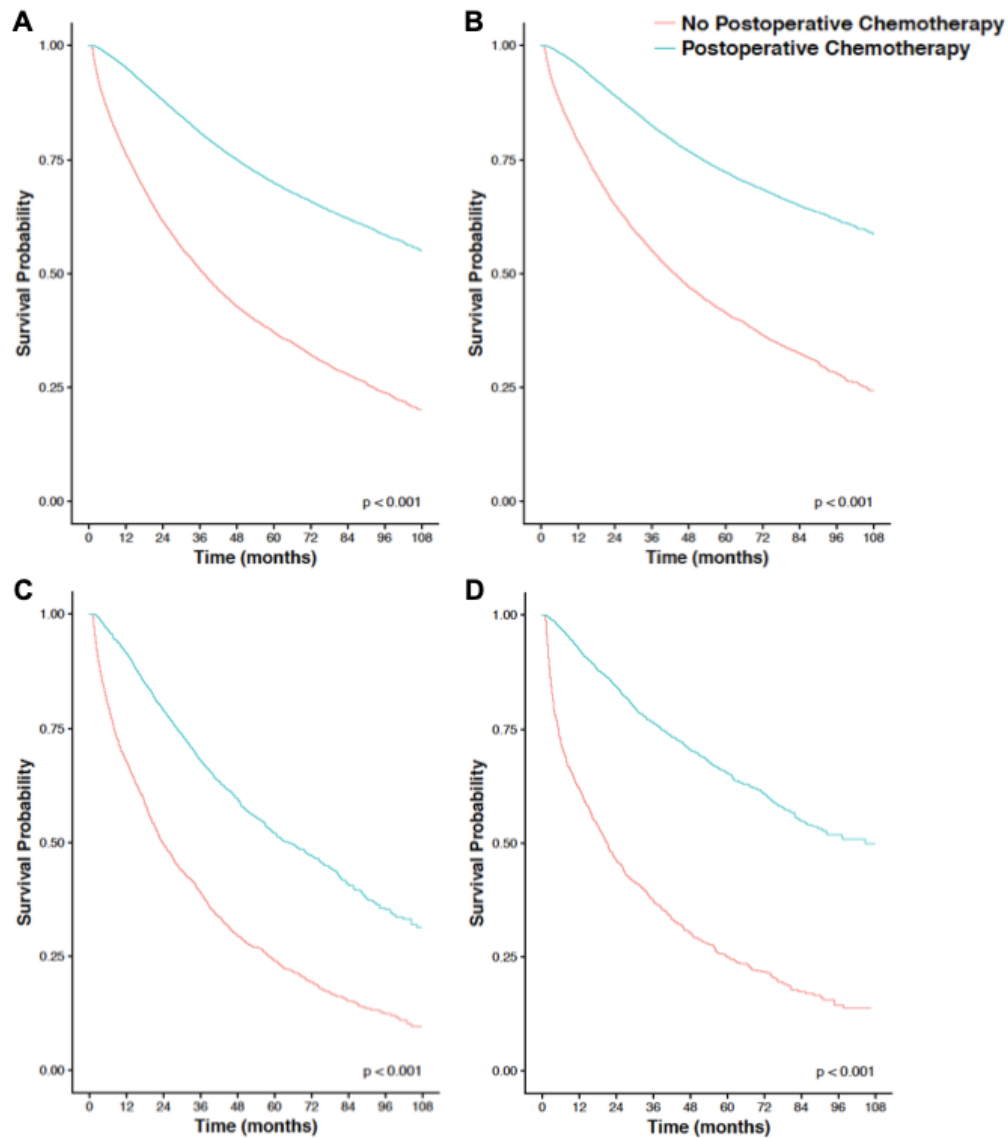 A
B
No Postoperative Chemotherapy
Postoperative Chemotherapy
1.00
0.75
0.50
0.25
0.00
Survival Probability
p < 0.001
0 12 24 36 48 60 72 84 96 108
Time (months)
1.00
0.75
0.50
0.25
0.00
Survival Probability
p < 0.001
0 12 24 36 48 60 72 84 96 108
Time (months)
C
D
1.00
0.75
0.50
0.25
0.00
Survival Probability
p < 0.001
0 12 24 36 48 60 72 84 96 108
Time (months)
1.00
0.75
0.50
0.25
0.00
Survival Probability
p < 0.001
0 12 24 36 48 60 72 84 96 108
Time (months)